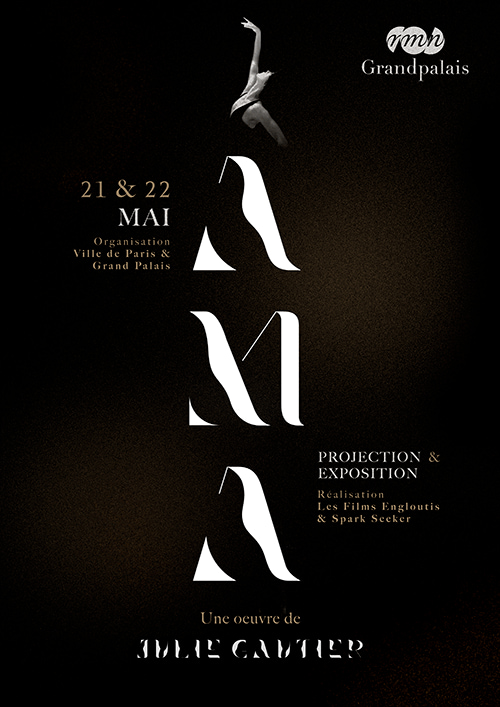 rmn
Grandpalais
21 & 22
MAI
Organisation
Ville de Paris &
Grand Palais
A
M
A
PROJECTION &
EXPOSITION
Réalisation
Les Films Engloutis
& Spark Seeker
Une oeuvre de
JULIE GAUTIER